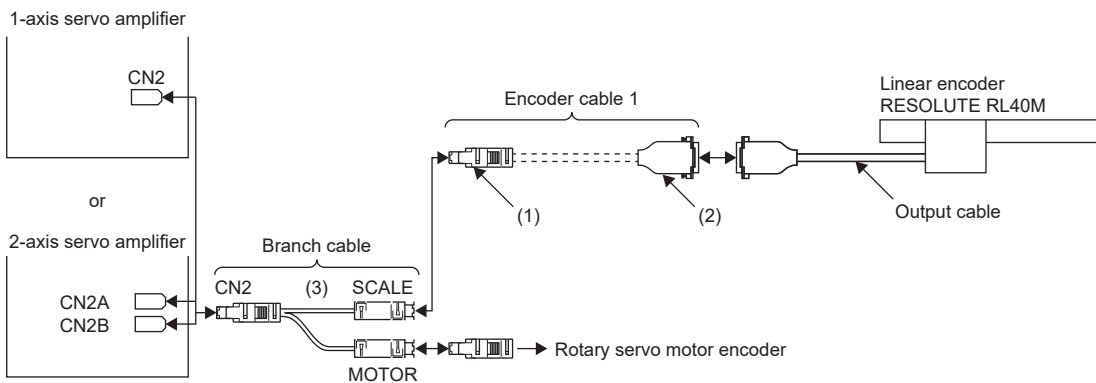 1-axis servo amplifier
CN2
or
2-axis servo amplifier
CN2A
CN2B
Branch cable
CN2
(3)
SCALE
MOTOR
Rotary servo motor encoder
Encoder cable 1
(1)
(2)
Linear encoder
RESOLUTE RL40M
Output cable